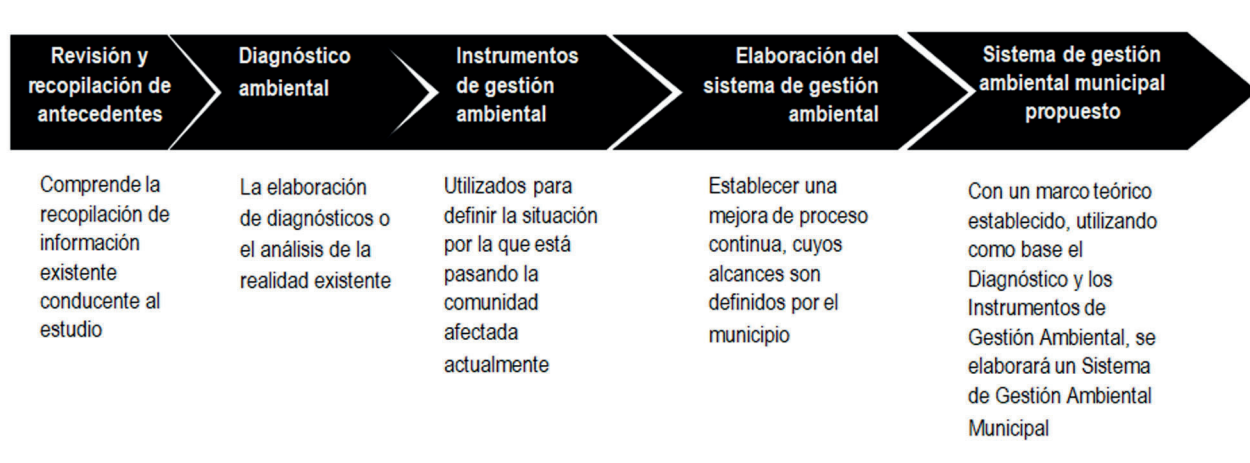 Revisión y
recopilación de
antecedentes
Diagnóstico
ambiental
Instrumentos
de gestión
ambiental
Elaboración del
sistema de gestión
ambiental
Sistema de gestión
ambiental municipal
propuesto
Comprende la
recopilación de
información
existente
conducente al
estudio
La elaboración
de diagnósticos o
el análisis de la
realidad existente
Utilizados para
definir la situación
por la que está
pasando la
comunidad
afectada
actualmente
Establecer una
mejora de proceso
continua, cuyos
alcances son
definidos por el
municipio
Con un marco teórico
establecido, utilizando
como base el
Diagnóstico y los
Instrumentos de
Gestión Ambiental, se
elaborará un Sistema
de Gestión Ambiental
Municipal